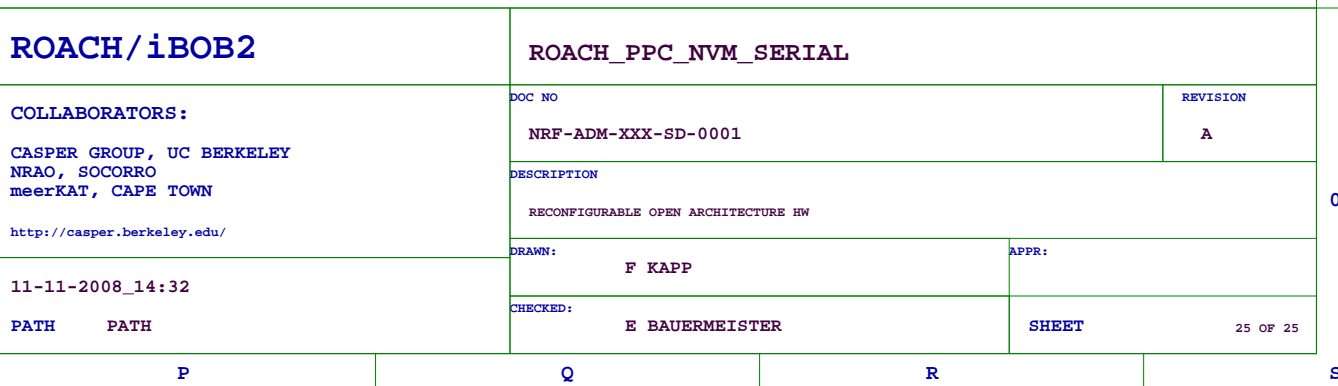 ROACH/iBOB2
ROACH_PPC_NVM_SERIAL
COLLABORATORS:
CASPER GROUP, UC BERKELEY
NRAO, SOCORRO
meerKAT, CAPE TOWN
http://casper.berkeley.edu/
DOC NO
NRF-ADM-XXX-SD-0001
REVISION
A
DESCRIPTION
RECONFIGURABLE OPEN ARCHITECTURE HW
DRAWN:
F KAPP
APPR:
11-11-2008_14:32
PATH PATH
CHECKED:
E BAUERMEISTER
SHEET 25 OF 25
P Q R S